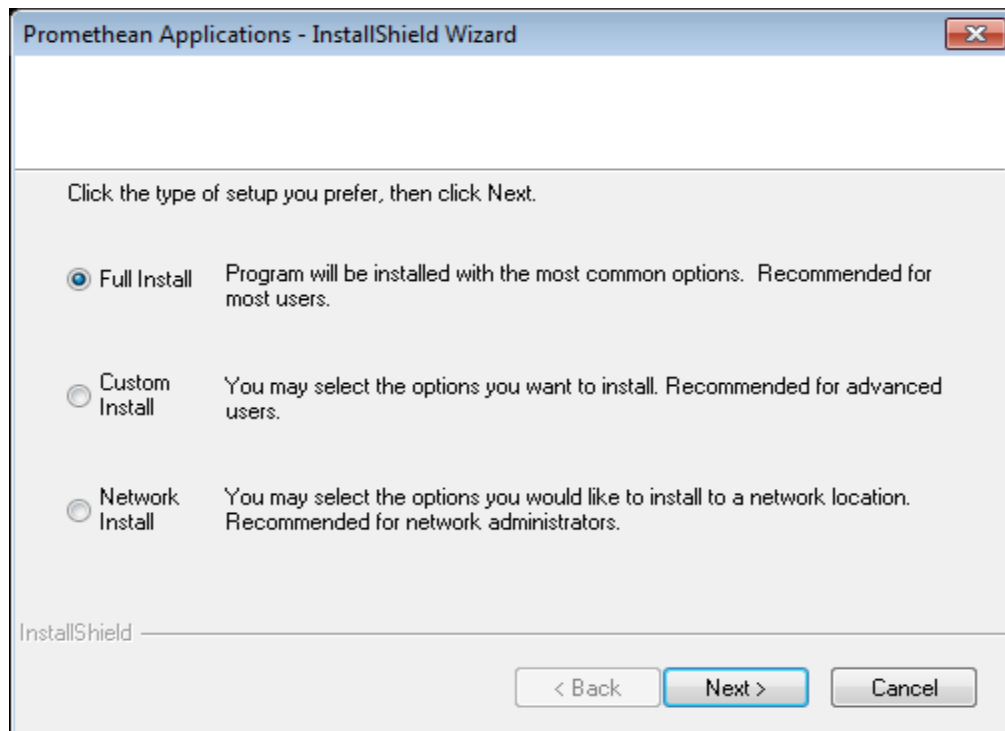 Promethean Applications - InstallShield Wizard
Click the type of setup you prefer, then click Next.
Full Install
Program will be installed with the most common options.  Recommended for
most users.
Custom
Install
You may select the options you want to install. Recommended for advanced
users.
Network
Install
You may select the options you would like to install to a network location.
Recommended for network administrators.
InstallShield
< Back
Next >
Cancel